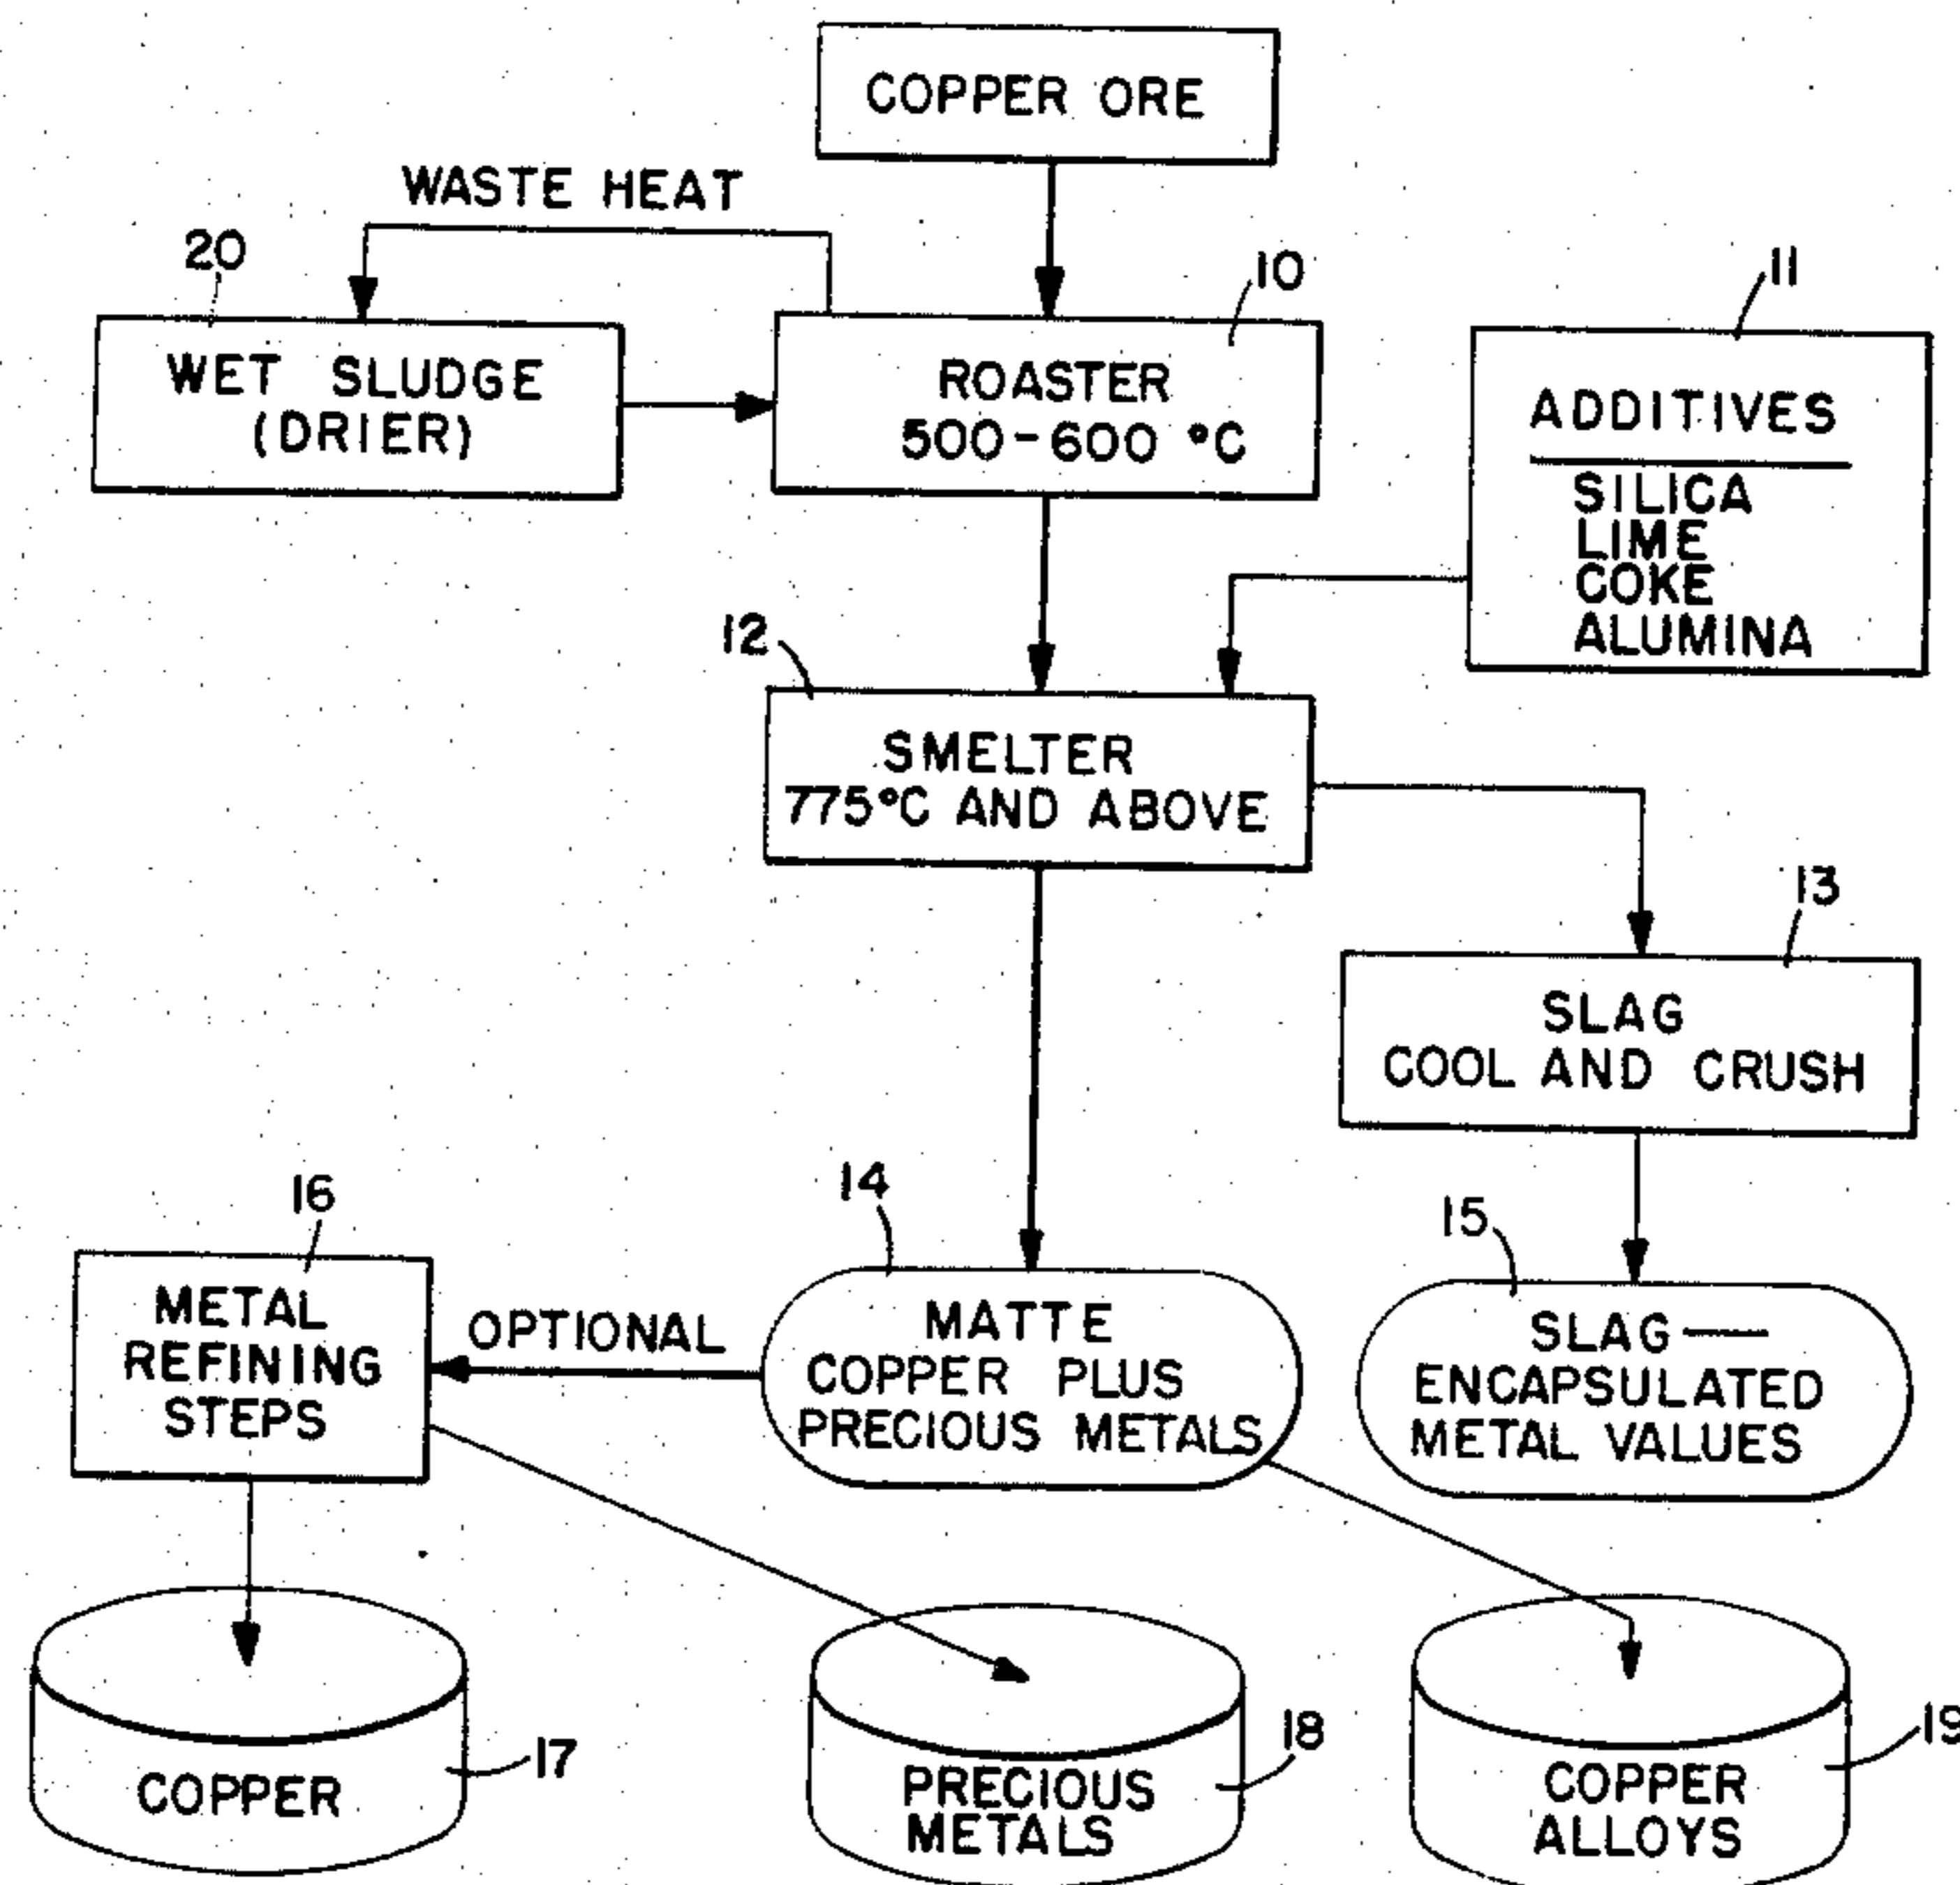 COPPER ORE
WASTE HEAT
20
10
11
WET SLUDGE
(DRIER)
ROASTER
500-600 °C
ADDITIVES
SILICA
LIME
COKE
ALUMINA
12
SMELTER
775°C AND ABOVE
13
SLAG
COOL AND CRUSH
16
14
15
METAL
REFINING
STEPS
OPTIONAL
MATTE
COPPER PLUS
PRECIOUS METALS
SLAG—
ENCAPSULATED
METAL VALUES
17
18
19
COPPER
PRECIOUS
METALS
COPPER
ALLOYS